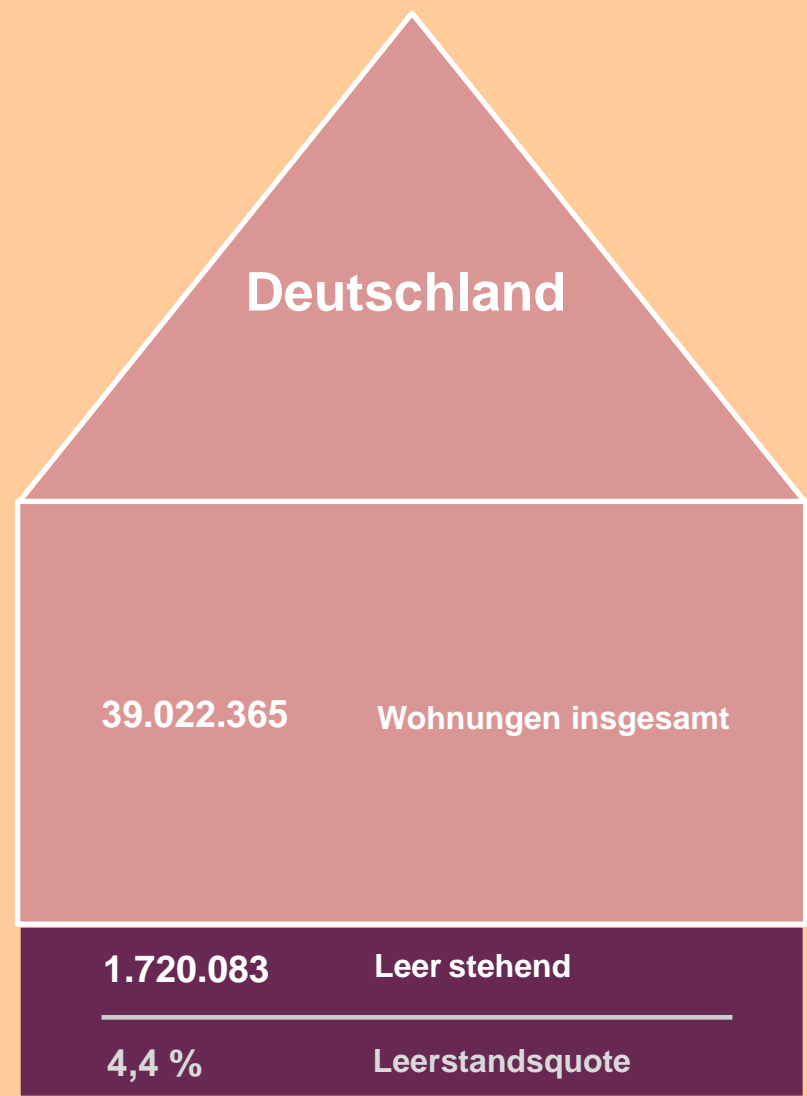 Deutschland
39.022.365 Wohnungen insgesamt
1.720.083 Leer stehend
4,4 % Leerstandsquote